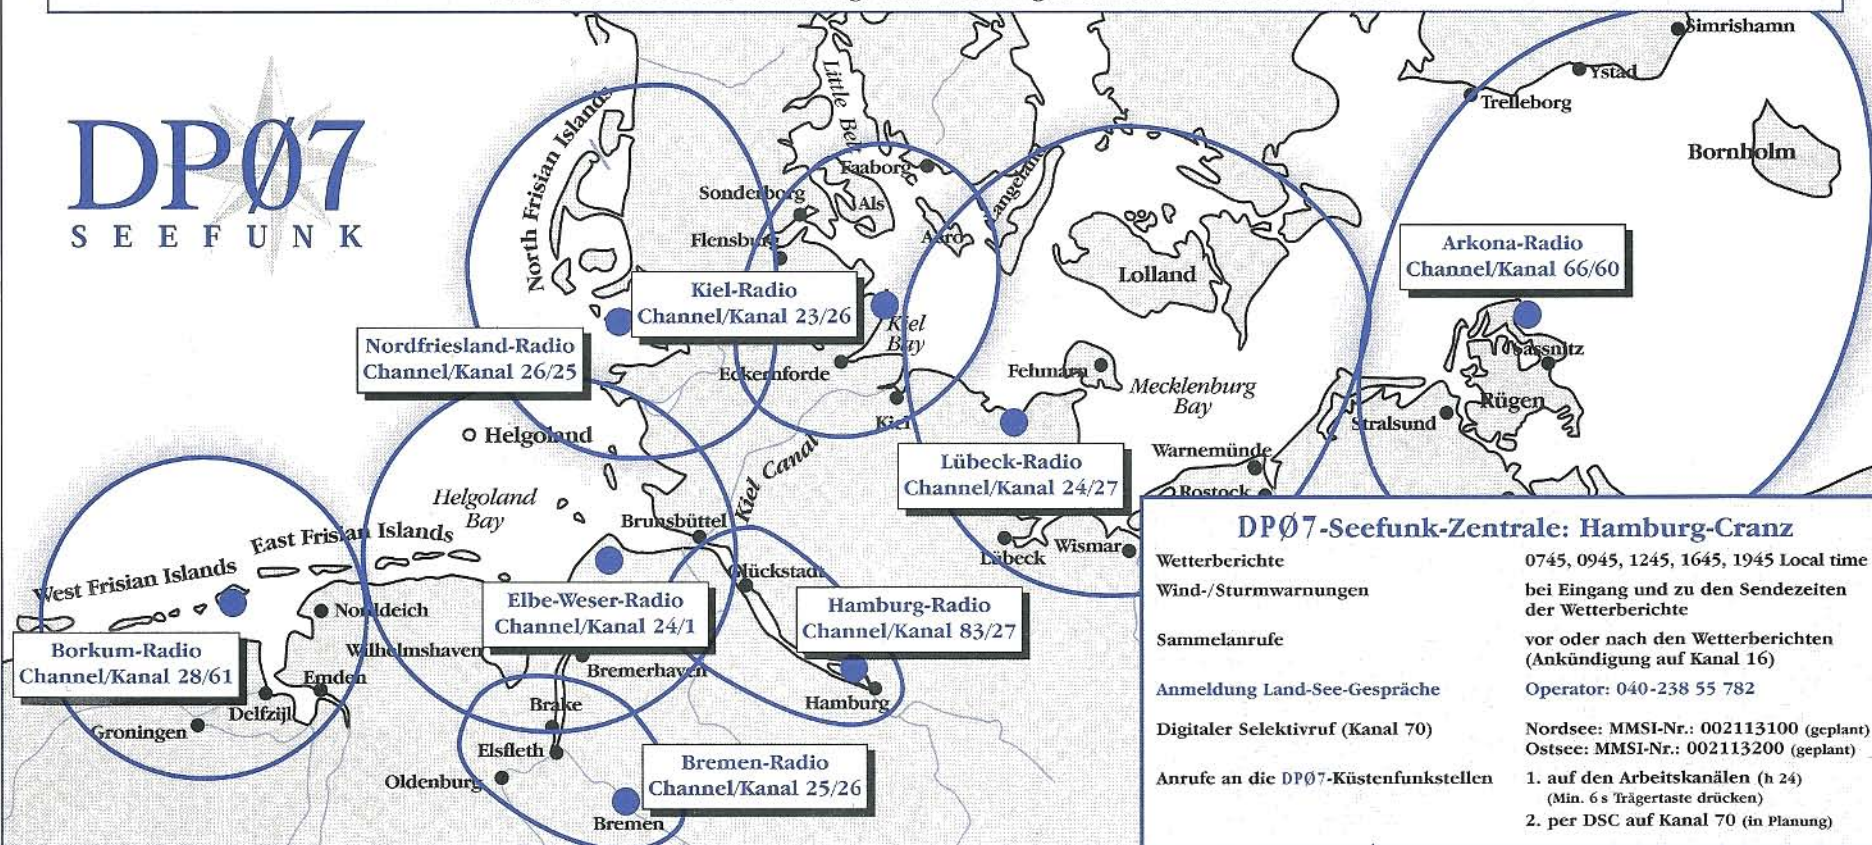 DPØ7
SEEFUNK
North Frisian Islands
Little Belt
Simrishamn
Ystad
Trelleborg
Bornholm
Faaborg
Sonderborg
Als
Langeland
Aero
Flensburg
Lolland
Arkona-Radio
Channel/Kanal 66/60
Kiel-Radio
Channel/Kanal 23/26
Kiel
Bay
Nordfriesland-Radio
Channel/Kanal 26/25
Eckernforde
Fehmarn
Mecklenburg
Bay
Sassnitz
Rügen
Stralsund
Kiel
Helgoland
Kiel Canal
Lübeck-Radio
Channel/Kanal 24/27
Warnemünde
Rostock
Helgoland
Bay
Brunsbüttel
East Frisian Islands
West Frisian Islands
Lübeck
Wismar
Glückstadt
Elbe-Weser-Radio
Channel/Kanal 24/1
Hamburg-Radio
Channel/Kanal 83/27
Norddeich
Wilhelmshaven
Borkum-Radio
Channel/Kanal 28/61
Bremerhaven
Emden
Delfzijl
Groningen
Hamburg
Brake
Elsfleth
Oldenburg
Bremen-Radio
Channel/Kanal 25/26
Bremen
DPØ7-Seefunk-Zentrale: Hamburg-Cranz
Wetterberichte 0745, 0945, 1245, 1645, 1945 Local time
Wind-/Sturmwarnungen bei Eingang und zu den Sendezeiten
der Wetterberichte
Sammelanrufe vor oder nach den Wetterberichten
(Ankündigung auf Kanal 16)
Anmeldung Land-See-Gespräche Operator: 040-238 55 782
Digitaler Selektivruf (Kanal 70) Nordsee: MMSI-Nr.: 002113100 (geplant)
Ostsee: MMSI-Nr.: 002113200 (geplant)
Anrufe an die DPØ7-Küstenfunkstellen 1. auf den Arbeitskanälen (h 24)
(Min. 6 s Trägertaste drücken)
2. per DSC auf Kanal 70 (in Planung)